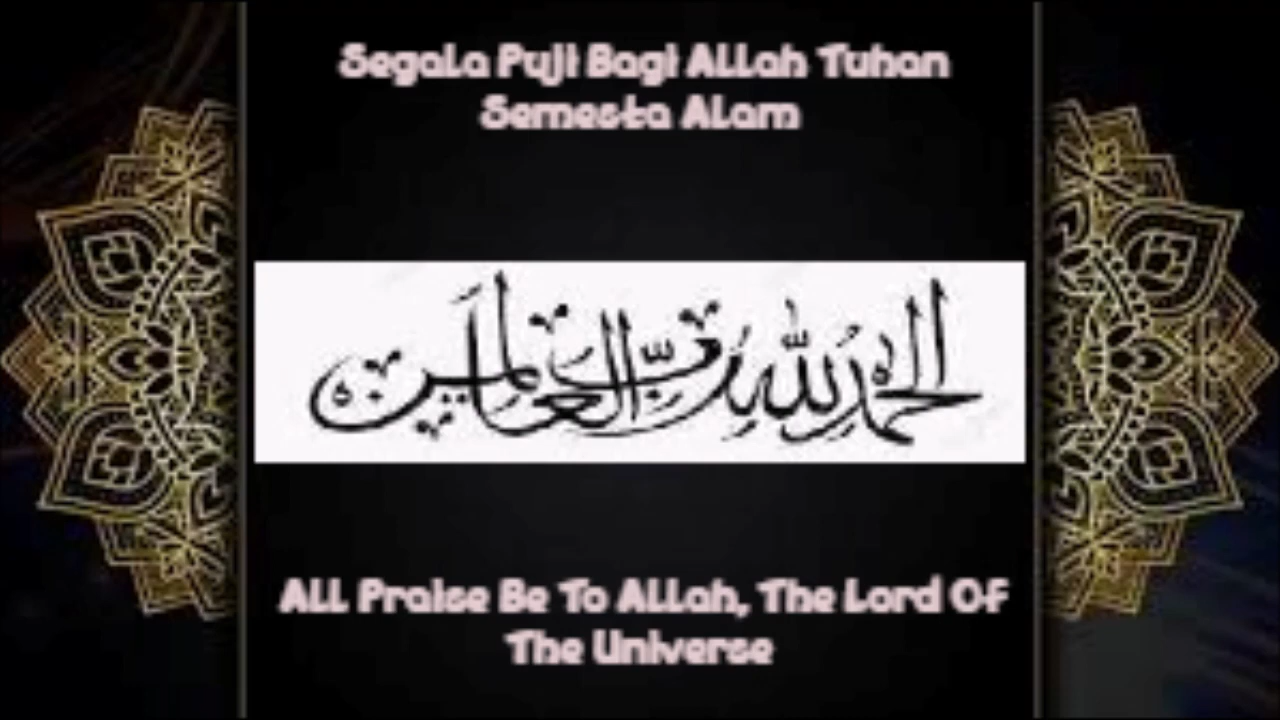 Segala Puji Bagi Allah Tuhan
Semesta Alam
الحمد لله رب العالمين
All Praise Be To Allah, The Lord Of
The Universe